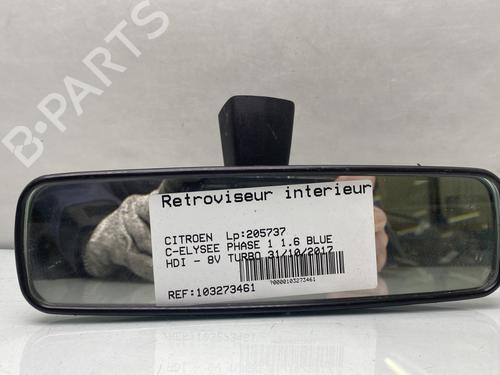 B-PARTS
Retroviseur interieur
CITROEN Lp:205737
C-ELYSEE PHASE 1 1.6 BLUE
HDI - 8V TURBO 31/10/2017
?0000103273461
REF:103273461